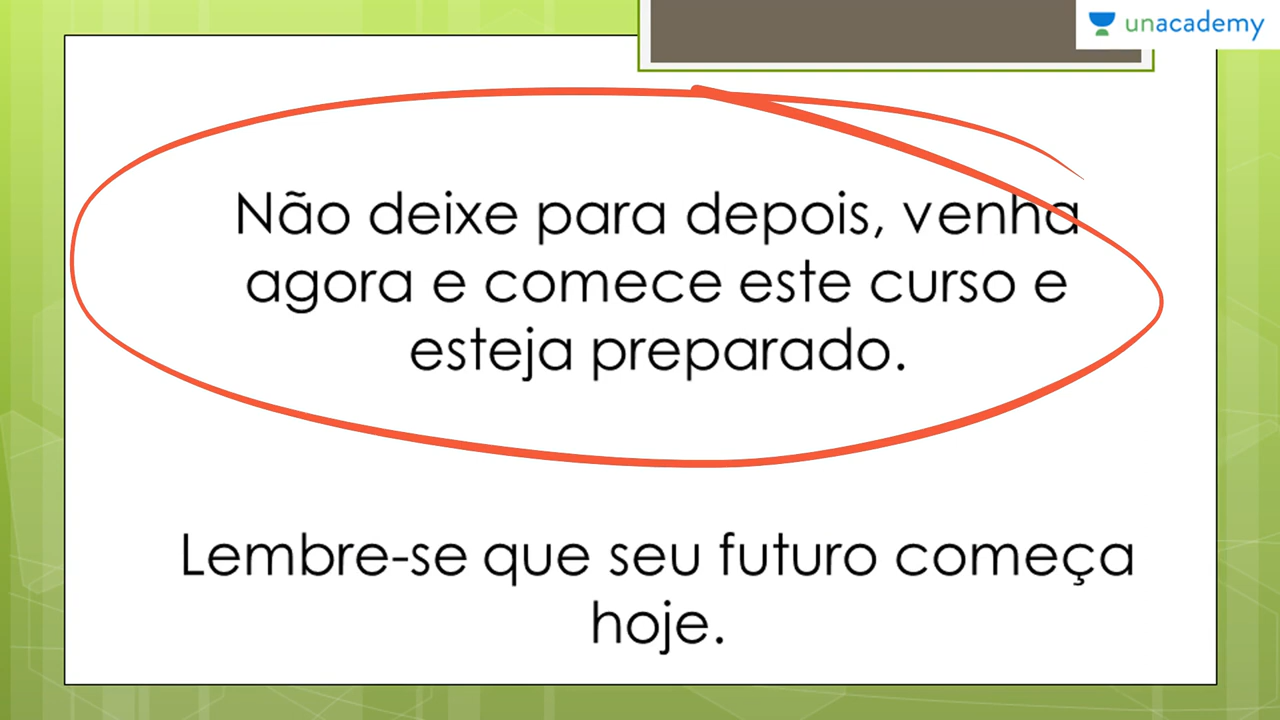 unacademy
Não deixe para depois, venha
agora e comece este curso e
esteja preparado.
Lembre-se que seu futuro começa
hoje.